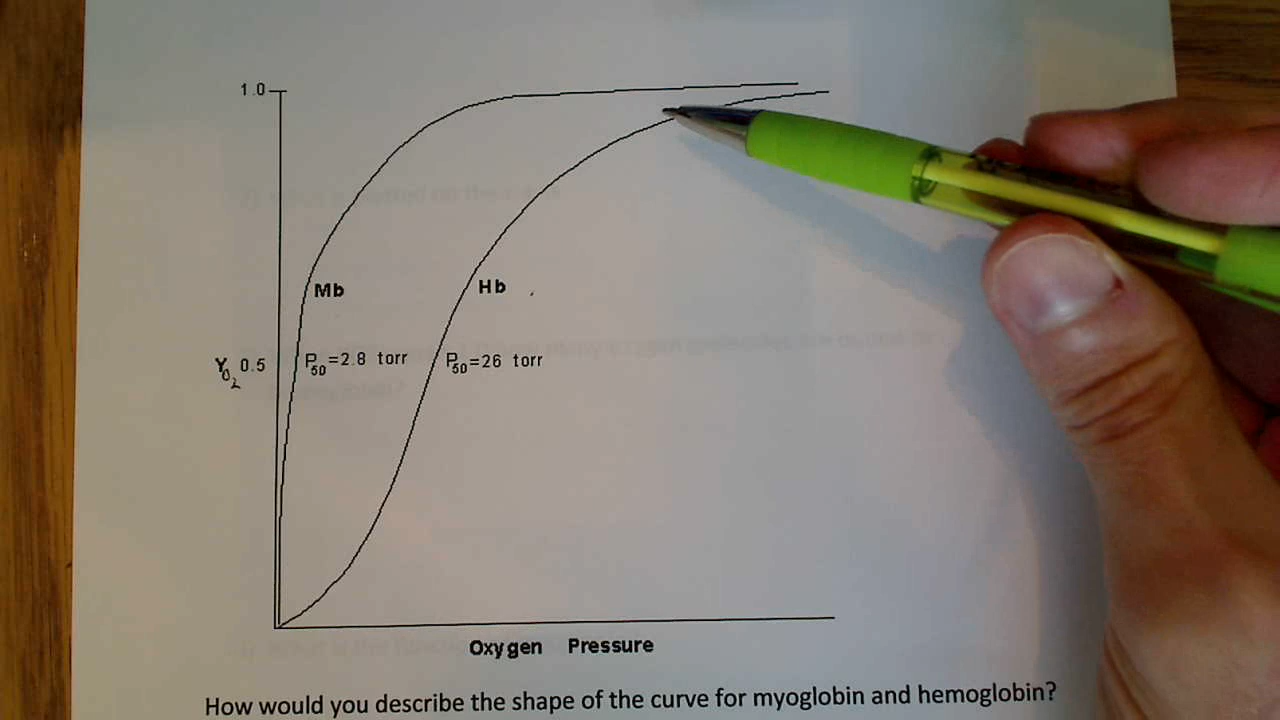 1.0
Mb
Hb
YO2 0.5
P50=2.8 torr
P50=26 torr
Oxygen Pressure
How would you describe the shape of the curve for myoglobin and hemoglobin?